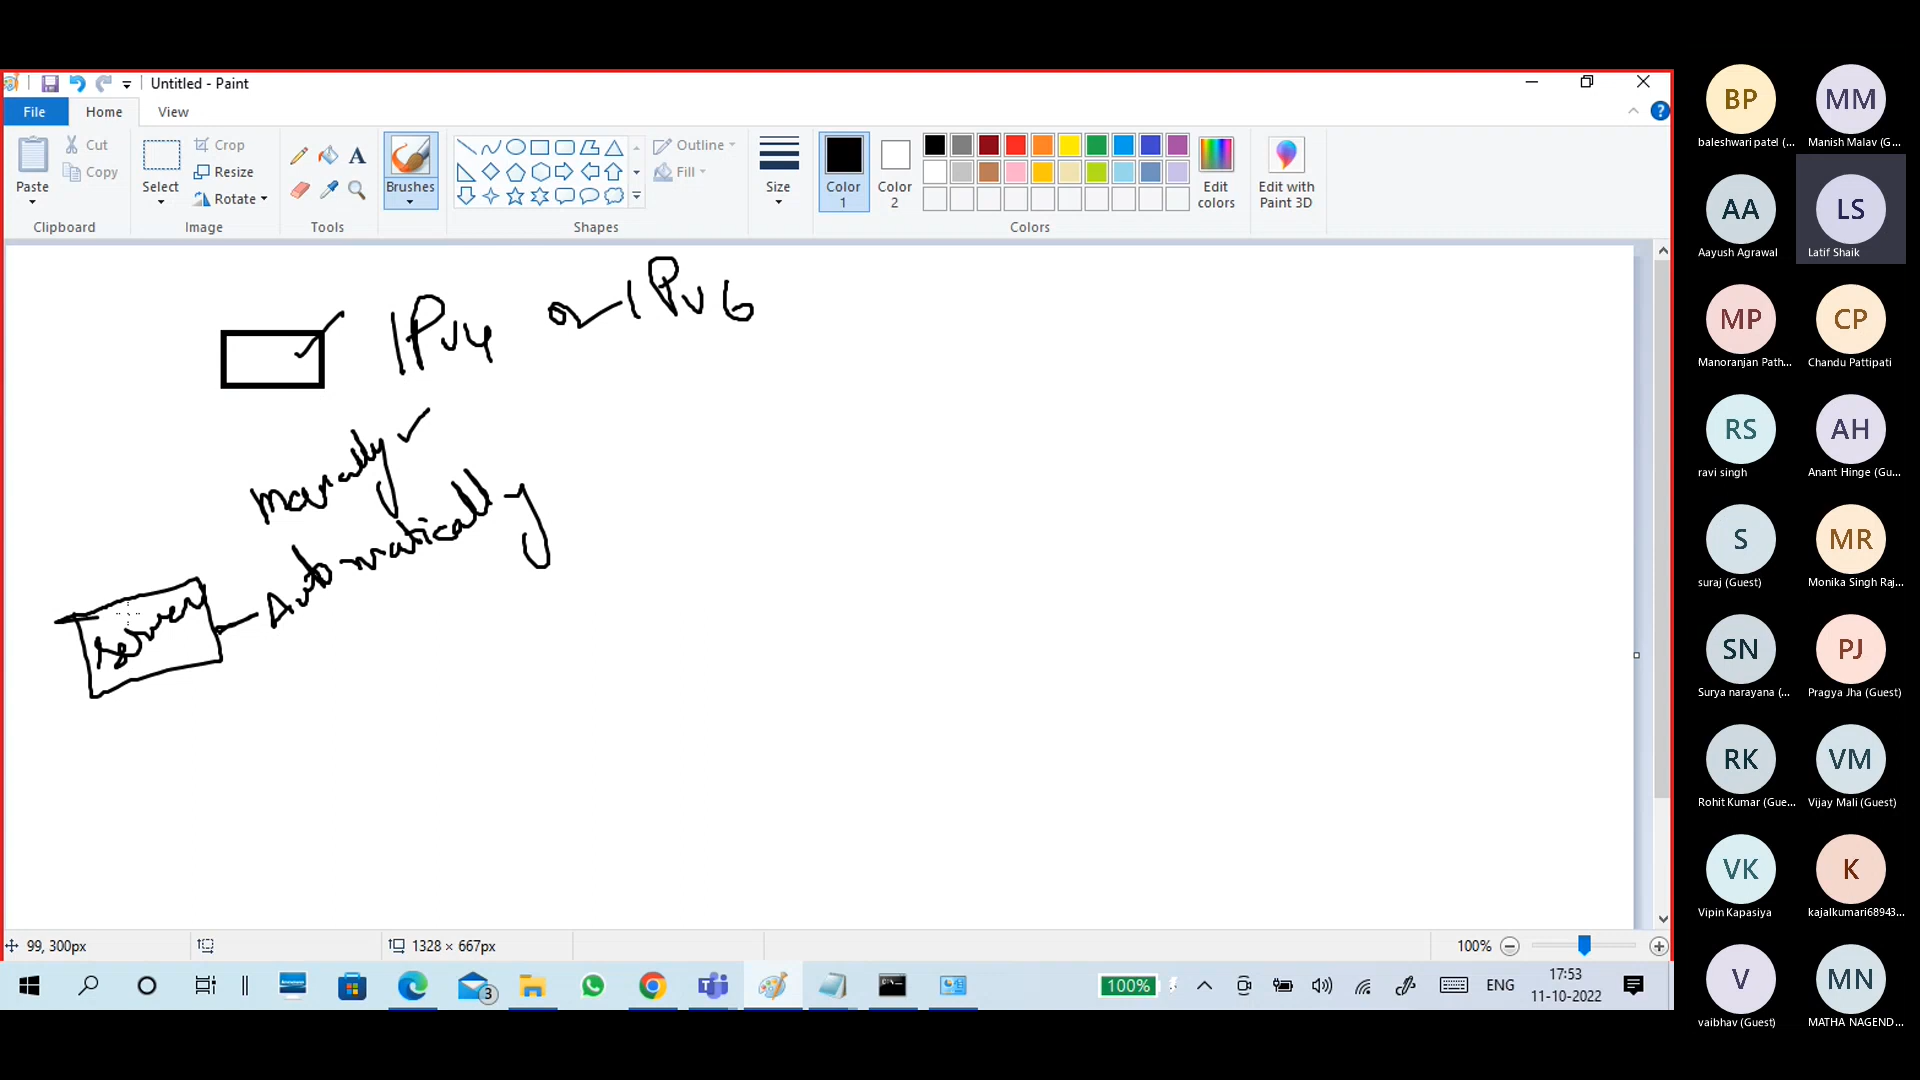 Untitled - Paint
File Home View
Paste
Cut
Copy
Clipboard
Select
Crop
Resize
Rotate
Image
Tools
Brushes
Outline
Fill
Shapes
Size
Color 1
Color 2
Edit colors
Colors
Edit with Paint 3D
IPv4 or IPv6
manually
Automatically
server
99, 300px
1328 × 667px
100%
3
100%
ENG
17:53
11-10-2022
BP
baleshwari patel (...
MM
Manish Malav (G...
AA
Aayush Agrawal
LS
Latif Shaik
MP
Manoranjan Path...
CP
Chandu Pattipati
RS
ravi singh
AH
Anant Hinge (Gu...
S
suraj (Guest)
MR
Monika Singh Raj...
SN
Surya narayana (...
PJ
Pragya Jha (Guest)
RK
Rohit Kumar (Gue...
VM
Vijay Mali (Guest)
VK
Vipin Kapasiya
K
kajalkumari68943...
V
vaibhav (Guest)
MN
MATHA NAGEND...